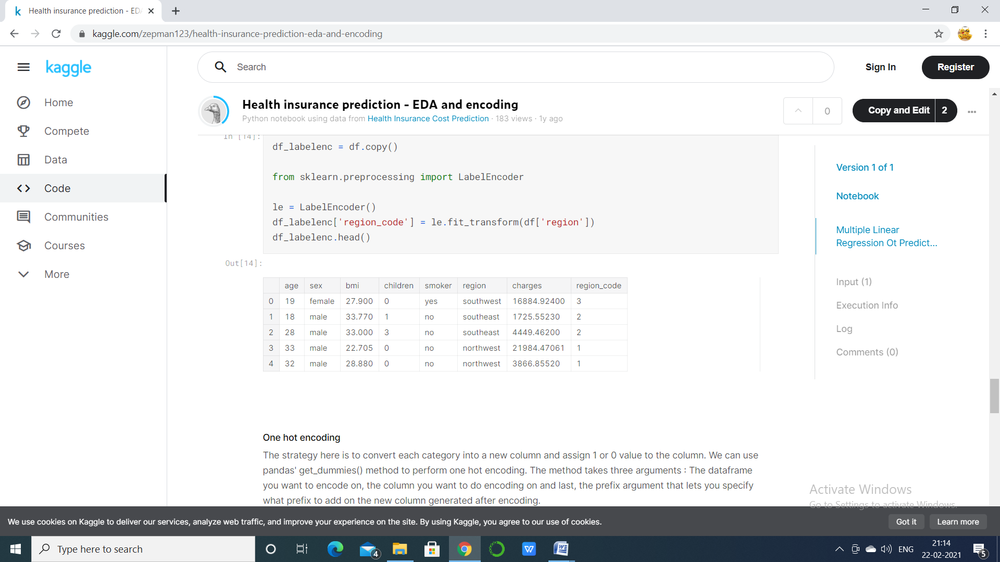 Health insurance prediction - ED
kaggle.com/zepman123/health-insurance-prediction-eda-and-encoding
kaggle
Search
Sign In
Register
Home
Compete
Data
Code
Communities
Courses
More
Health insurance prediction - EDA and encoding
Python notebook using data from Health Insurance Cost Prediction · 183 views · 1y ago
0
Copy and Edit 2
In [14]:
df_labelenc = df.copy()
from sklearn.preprocessing import LabelEncoder
le = LabelEncoder()
df_labelenc['region_code'] = le.fit_transform(df['region'])
df_labelenc.head()
Out[14]:
age sex bmi children smoker region charges region_code
0 19 female 27.900 0 yes southwest 16884.92400 3
1 18 male 33.770 1 no southeast 1725.55230 2
2 28 male 33.000 3 no southeast 4449.46200 2
3 33 male 22.705 0 no northwest 21984.47061 1
4 32 male 28.880 0 no northwest 3866.85520 1
One hot encoding
The strategy here is to convert each category into a new column and assign 1 or 0 value to the column. We can use
pandas' get_dummies() method to perform one hot encoding. The method takes three arguments : The dataframe
you want to encode on, the column you want to do encoding on and last, the prefix argument that lets you specify
what prefix to add on the new column generated after encoding.
Version 1 of 1
Notebook
Multiple Linear
Regression Ot Predict...
Input (1)
Execution Info
Log
Comments (0)
Activate Windows
Go to Settings to activate Windows.
We use cookies on Kaggle to deliver our services, analyze web traffic, and improve your experience on the site. By using Kaggle, you agree to our use of cookies.
Got it
Learn more
Type here to search
4
ENG
21:14
22-02-2021
5